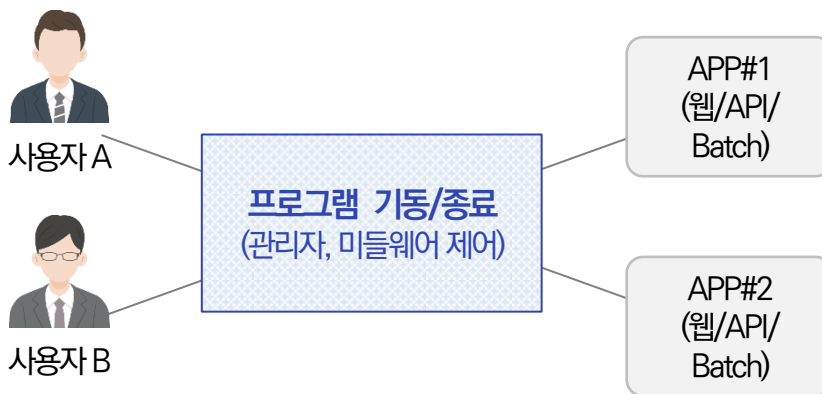 사용자 A
사용자 B
프로그램 기동/종료
(관리자, 미들웨어 제어)
APP#1
(웹/API/
Batch)
APP#2
(웹/API/
Batch)